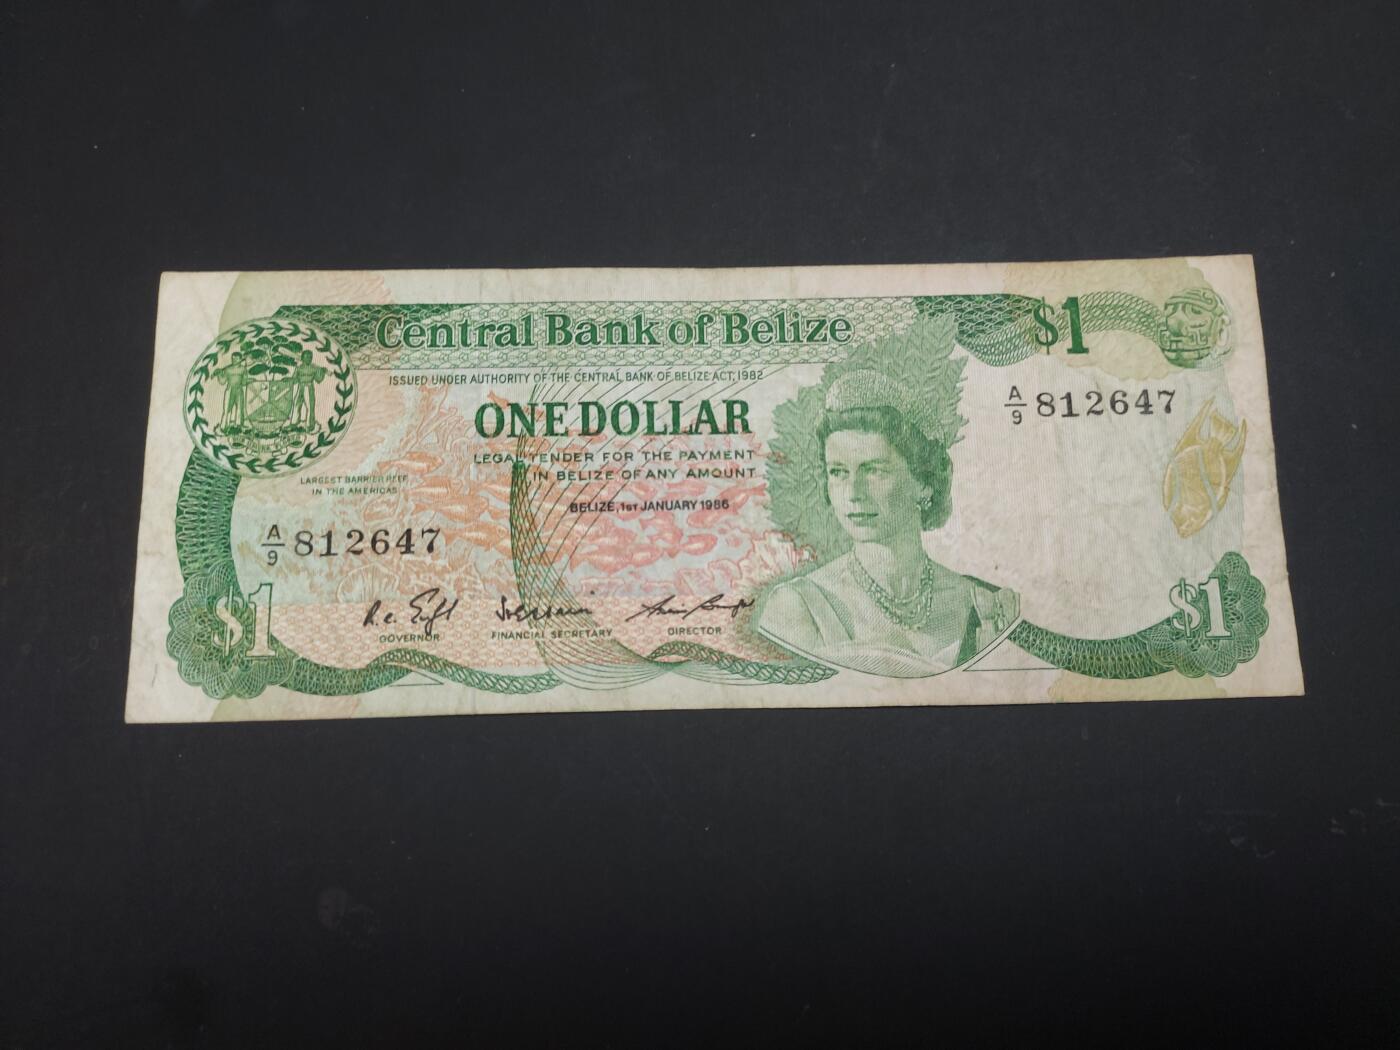 Central Bank of Belize
$1
ISSUED UNDER AUTHORITY OF THE CENTRAL BANK OF BELIZE ACT, 1982
A/9 812647
ONE DOLLAR
LEGAL TENDER FOR THE PAYMENT
IN BELIZE OF ANY AMOUNT
LARGEST BARRIER REEF
IN THE AMERICAS
BELIZE, 1ST JANUARY 1986
A/9 812647
$1
GOVERNOR
FINANCIAL SECRETARY
DIRECTOR
$1